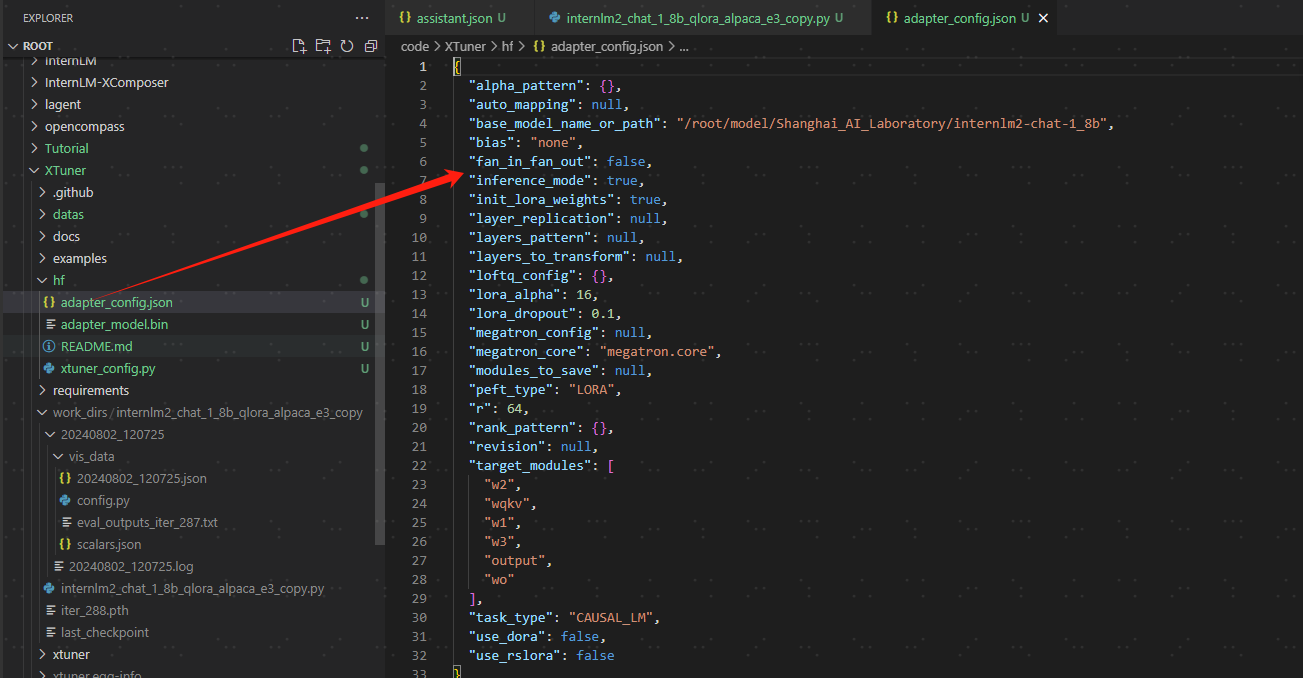 EXPLORER
ROOT
InternLM
InternLM-XComposer
lagent
opencompass
Tutorial
XTuner
.github
datas
docs
examples
hf
{} adapter_config.json U
adapter_model.bin U
README.md U
xtuner_config.py U
requirements
work_dirs / internlm2_chat_1_8b_qlora_alpaca_e3_copy
20240802_120725
vis_data
{} 20240802_120725.json
config.py
eval_outputs_iter_287.txt
{} scalars.json
20240802_120725.log
internlm2_chat_1_8b_qlora_alpaca_e3_copy.py
iter_288.pth
last_checkpoint
xtuner
xtuner.egg-info
{} assistant.json U
internlm2_chat_1_8b_qlora_alpaca_e3_copy.py U
{} adapter_config.json U
code > XTuner > hf > {} adapter_config.json > ...
1 {
2 "alpha_pattern": {},
3 "auto_mapping": null,
4 "base_model_name_or_path": "/root/model/Shanghai_AI_Laboratory/internlm2-chat-1_8b",
5 "bias": "none",
6 "fan_in_fan_out": false,
7 "inference_mode": true,
8 "init_lora_weights": true,
9 "layer_replication": null,
10 "layers_pattern": null,
11 "layers_to_transform": null,
12 "loftq_config": {},
13 "lora_alpha": 16,
14 "lora_dropout": 0.1,
15 "megatron_config": null,
16 "megatron_core": "megatron.core",
17 "modules_to_save": null,
18 "peft_type": "LORA",
19 "r": 64,
20 "rank_pattern": {},
21 "revision": null,
22 "target_modules": [
23 "w2",
24 "wqkv",
25 "w1",
26 "w3",
27 "output",
28 "wo"
29 ],
30 "task_type": "CAUSAL_LM",
31 "use_dora": false,
32 "use_rslora": false
33 }